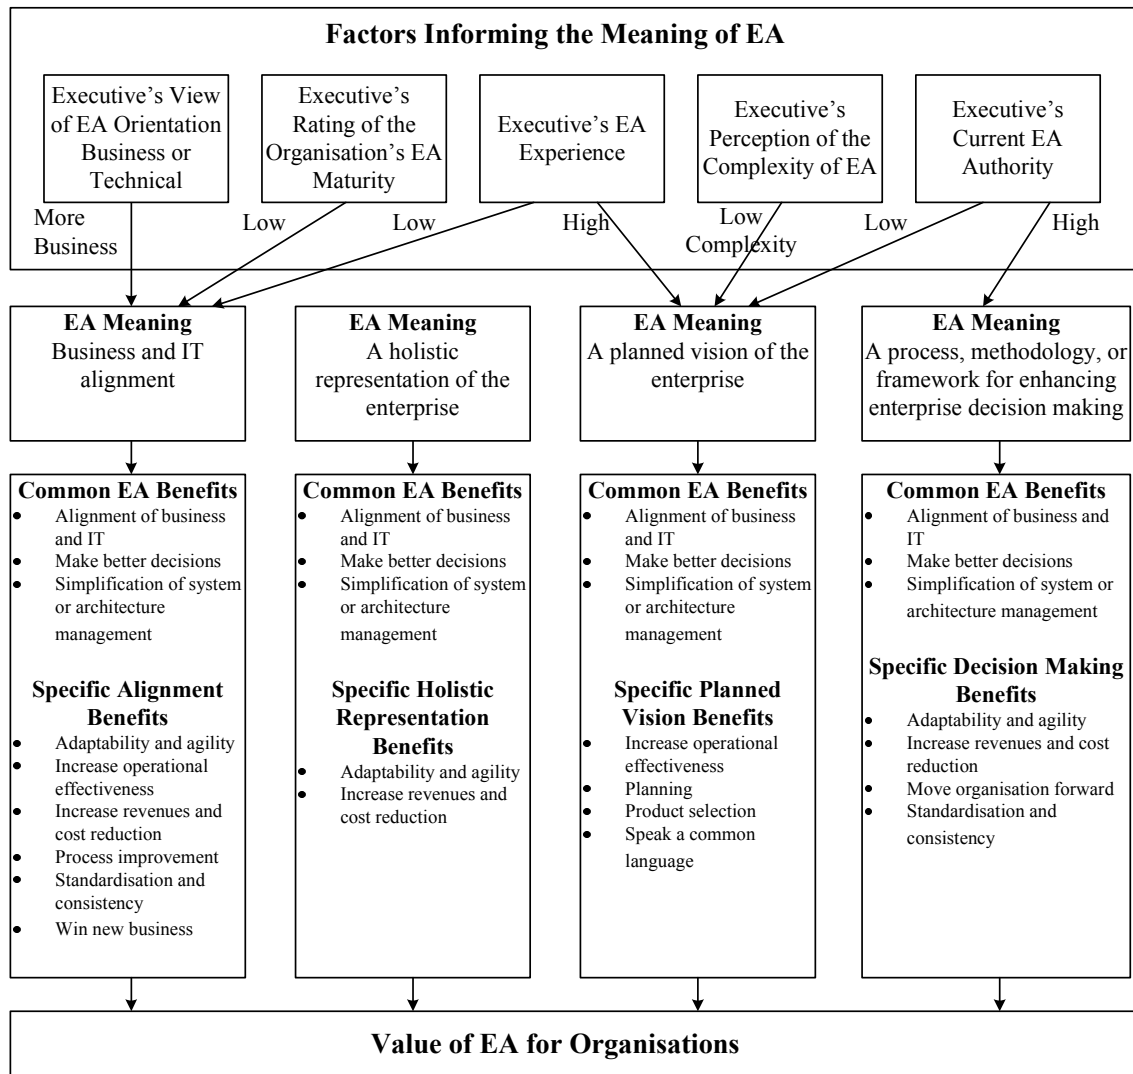 Factors Informing the Meaning of EA
Executive's View
of EA Orientation
Business or
Technical
Executive's
Rating of the
Organisation's EA
Maturity
Executive's EA
Experience
Executive's
Perception of the
Complexity of EA
Executive's
Current EA
Authority
More
Business
Low
Low
High
Low
Complexity
Low
High
EA Meaning
Business and IT
alignment
EA Meaning
A holistic
representation of the
enterprise
EA Meaning
A planned vision of the
enterprise
EA Meaning
A process, methodology, or
framework for enhancing
enterprise decision making
Common EA Benefits
• Alignment of business
and IT
• Make better decisions
• Simplification of system
or architecture
management
Specific Alignment
Benefits
• Adaptability and agility
• Increase operational
effectiveness
• Increase revenues and
cost reduction
• Process improvement
• Standardisation and
consistency
• Win new business
Common EA Benefits
• Alignment of business
and IT
• Make better decisions
• Simplification of system
or architecture
management
Specific Holistic
Representation
Benefits
• Adaptability and agility
• Increase revenues and
cost reduction
Common EA Benefits
• Alignment of business
and IT
• Make better decisions
• Simplification of system
or architecture
management
Specific Planned
Vision Benefits
• Increase operational
effectiveness
• Planning
• Product selection
• Speak a common
language
Common EA Benefits
• Alignment of business and
IT
• Make better decisions
• Simplification of system or
architecture management
Specific Decision Making
Benefits
• Adaptability and agility
• Increase revenues and cost
reduction
• Move organisation forward
• Standardisation and
consistency
Value of EA for Organisations